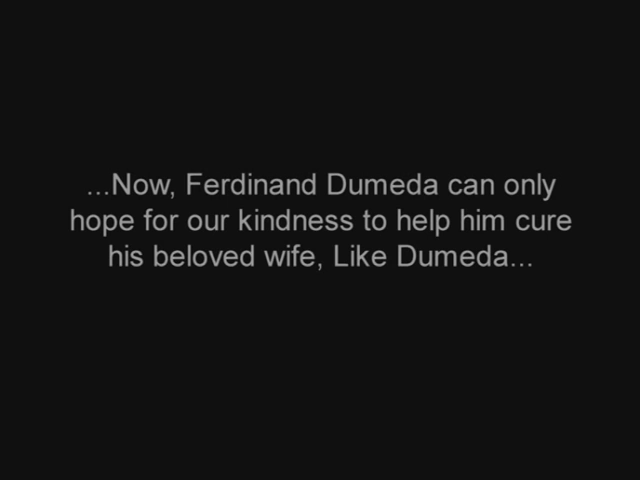 ...Now, Ferdinand Dumeda can only
hope for our kindness to help him cure
his beloved wife, Like Dumeda...